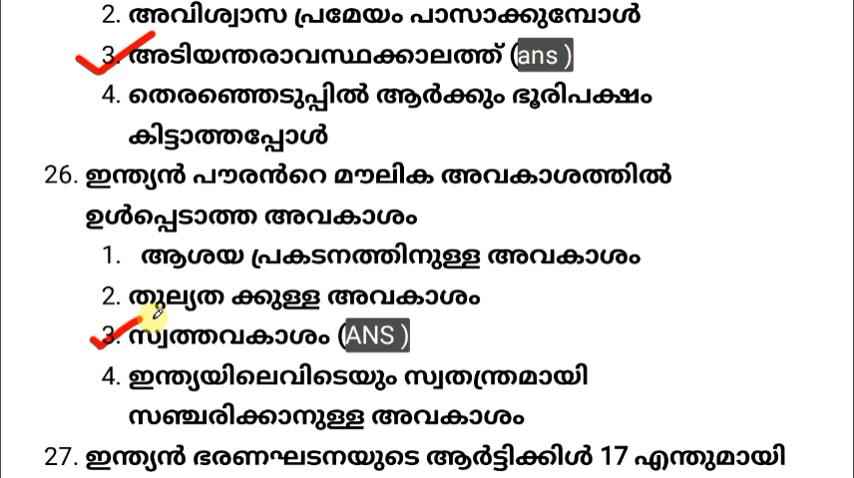 2. അവിശ്വാസ പ്രമേയം പാസാക്കുമ്പോൾ
3. അടിയന്തരാവസ്ഥക്കാലത്ത് (ans )
4. തെരഞ്ഞെടുപ്പിൽ ആർക്കും ഭൂരിപക്ഷം
കിട്ടാത്തപ്പോൾ
26. ഇന്ത്യൻ പൗരൻറെ മൗലിക അവകാശത്തിൽ
ഉൾപ്പെടാത്ത അവകാശം
1. ആശയ പ്രകടനത്തിനുള്ള അവകാശം
2. തുല്യത ക്കുള്ള അവകാശം
3. സ്വത്തവകാശം (ANS )
4. ഇന്ത്യയിലെവിടെയും സ്വതന്ത്രമായി
സഞ്ചരിക്കാനുള്ള അവകാശം
27. ഇന്ത്യൻ ഭരണഘടനയുടെ ആർട്ടിക്കിൾ 17 എന്തുമായി